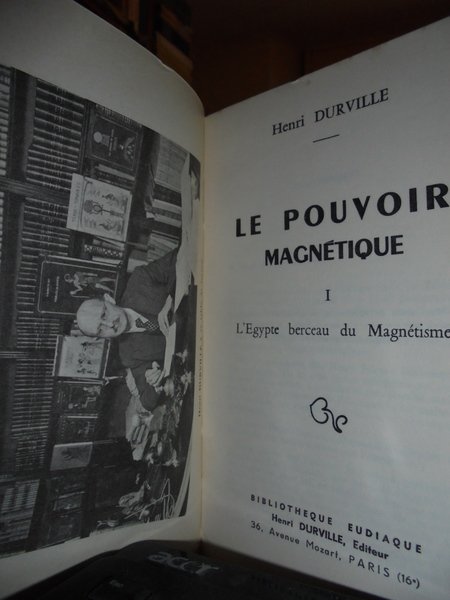 Henri DURVILLE
LE POUVOIR
MAGNÉTIQUE
I
L'Egypte berceau du Magnétisme
BIBLIOTHEQUE EUDIAQUE
Henri DURVILLE, Editeur
36, Avenue Mozart, PARIS (16e)
acer